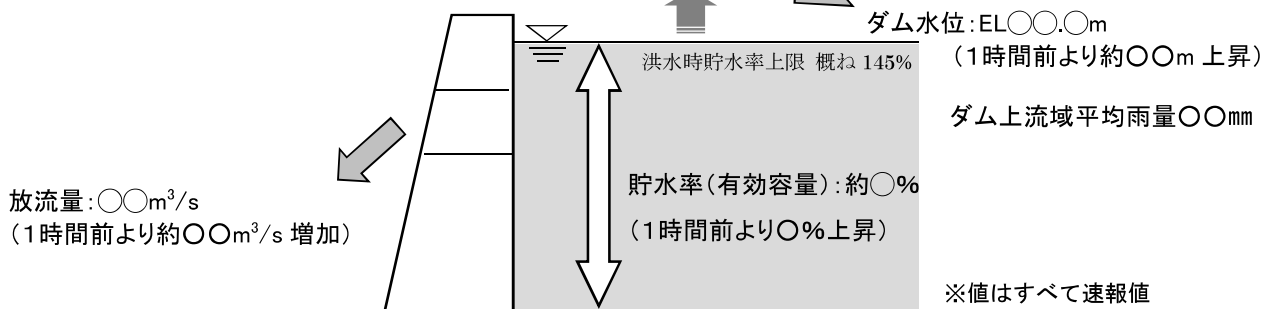 ダム水位：EL◯◯.◯m
（1時間前より約○○m 上昇）
洪水時貯水率上限 概ね 145%
ダム上流域平均雨量○○㎜
貯水率（有効容量）：約◯%
（1時間前より○%上昇）
放流量：◯◯m³/s
（1時間前より約○○m³/s 増加）
※値はすべて速報値